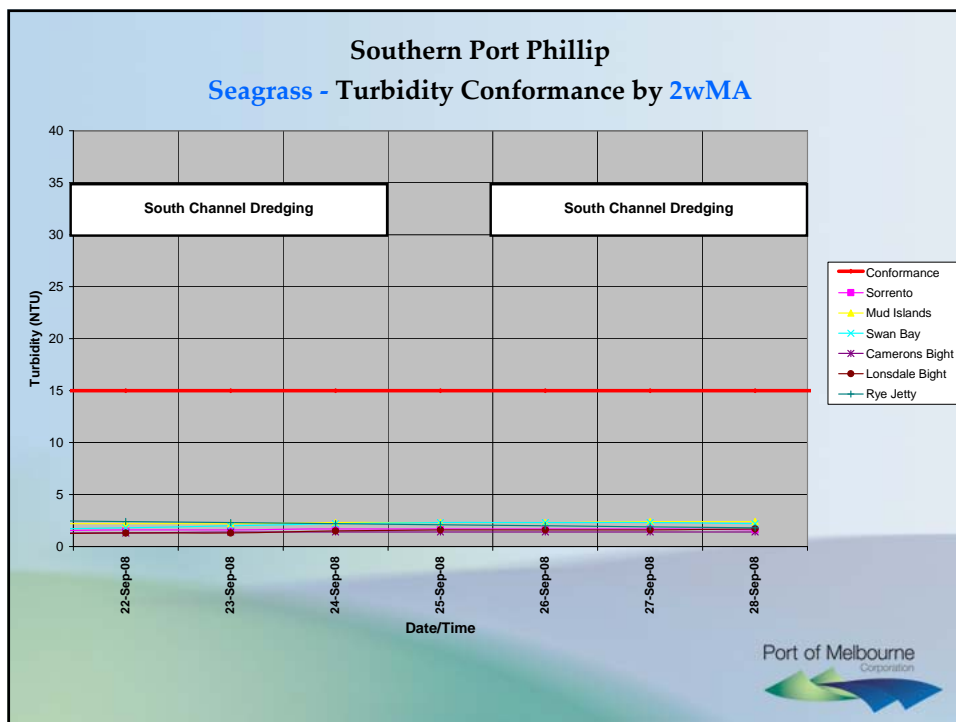 Southern Port Phillip
Seagrass - Turbidity Conformance by 2wMA
40
35
30
25
20
15
10
5
0
Turbidity (NTU)
South Channel Dredging
South Channel Dredging
22-Sep-08
23-Sep-08
24-Sep-08
25-Sep-08
26-Sep-08
27-Sep-08
28-Sep-08
Date/Time
Conformance
Sorrento
Mud Islands
Swan Bay
Camerons Bight
Lonsdale Bight
Rye Jetty
Port of Melbourne
Corporation